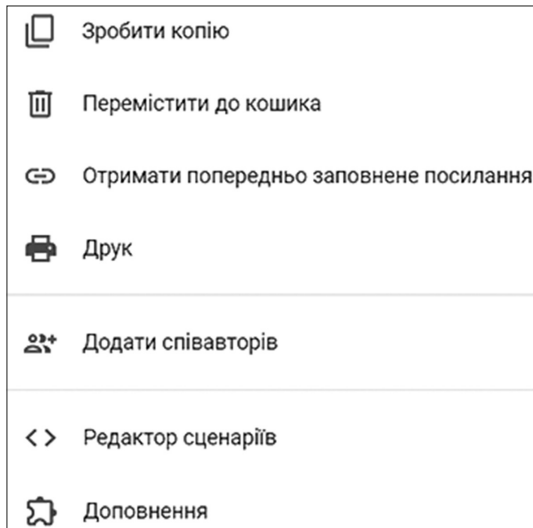 Зробити копію
Перемістити до кошика
Отримати попередньо заповнене посилання
Друк
Додати співавторів
Редактор сценаріїв
Доповнення